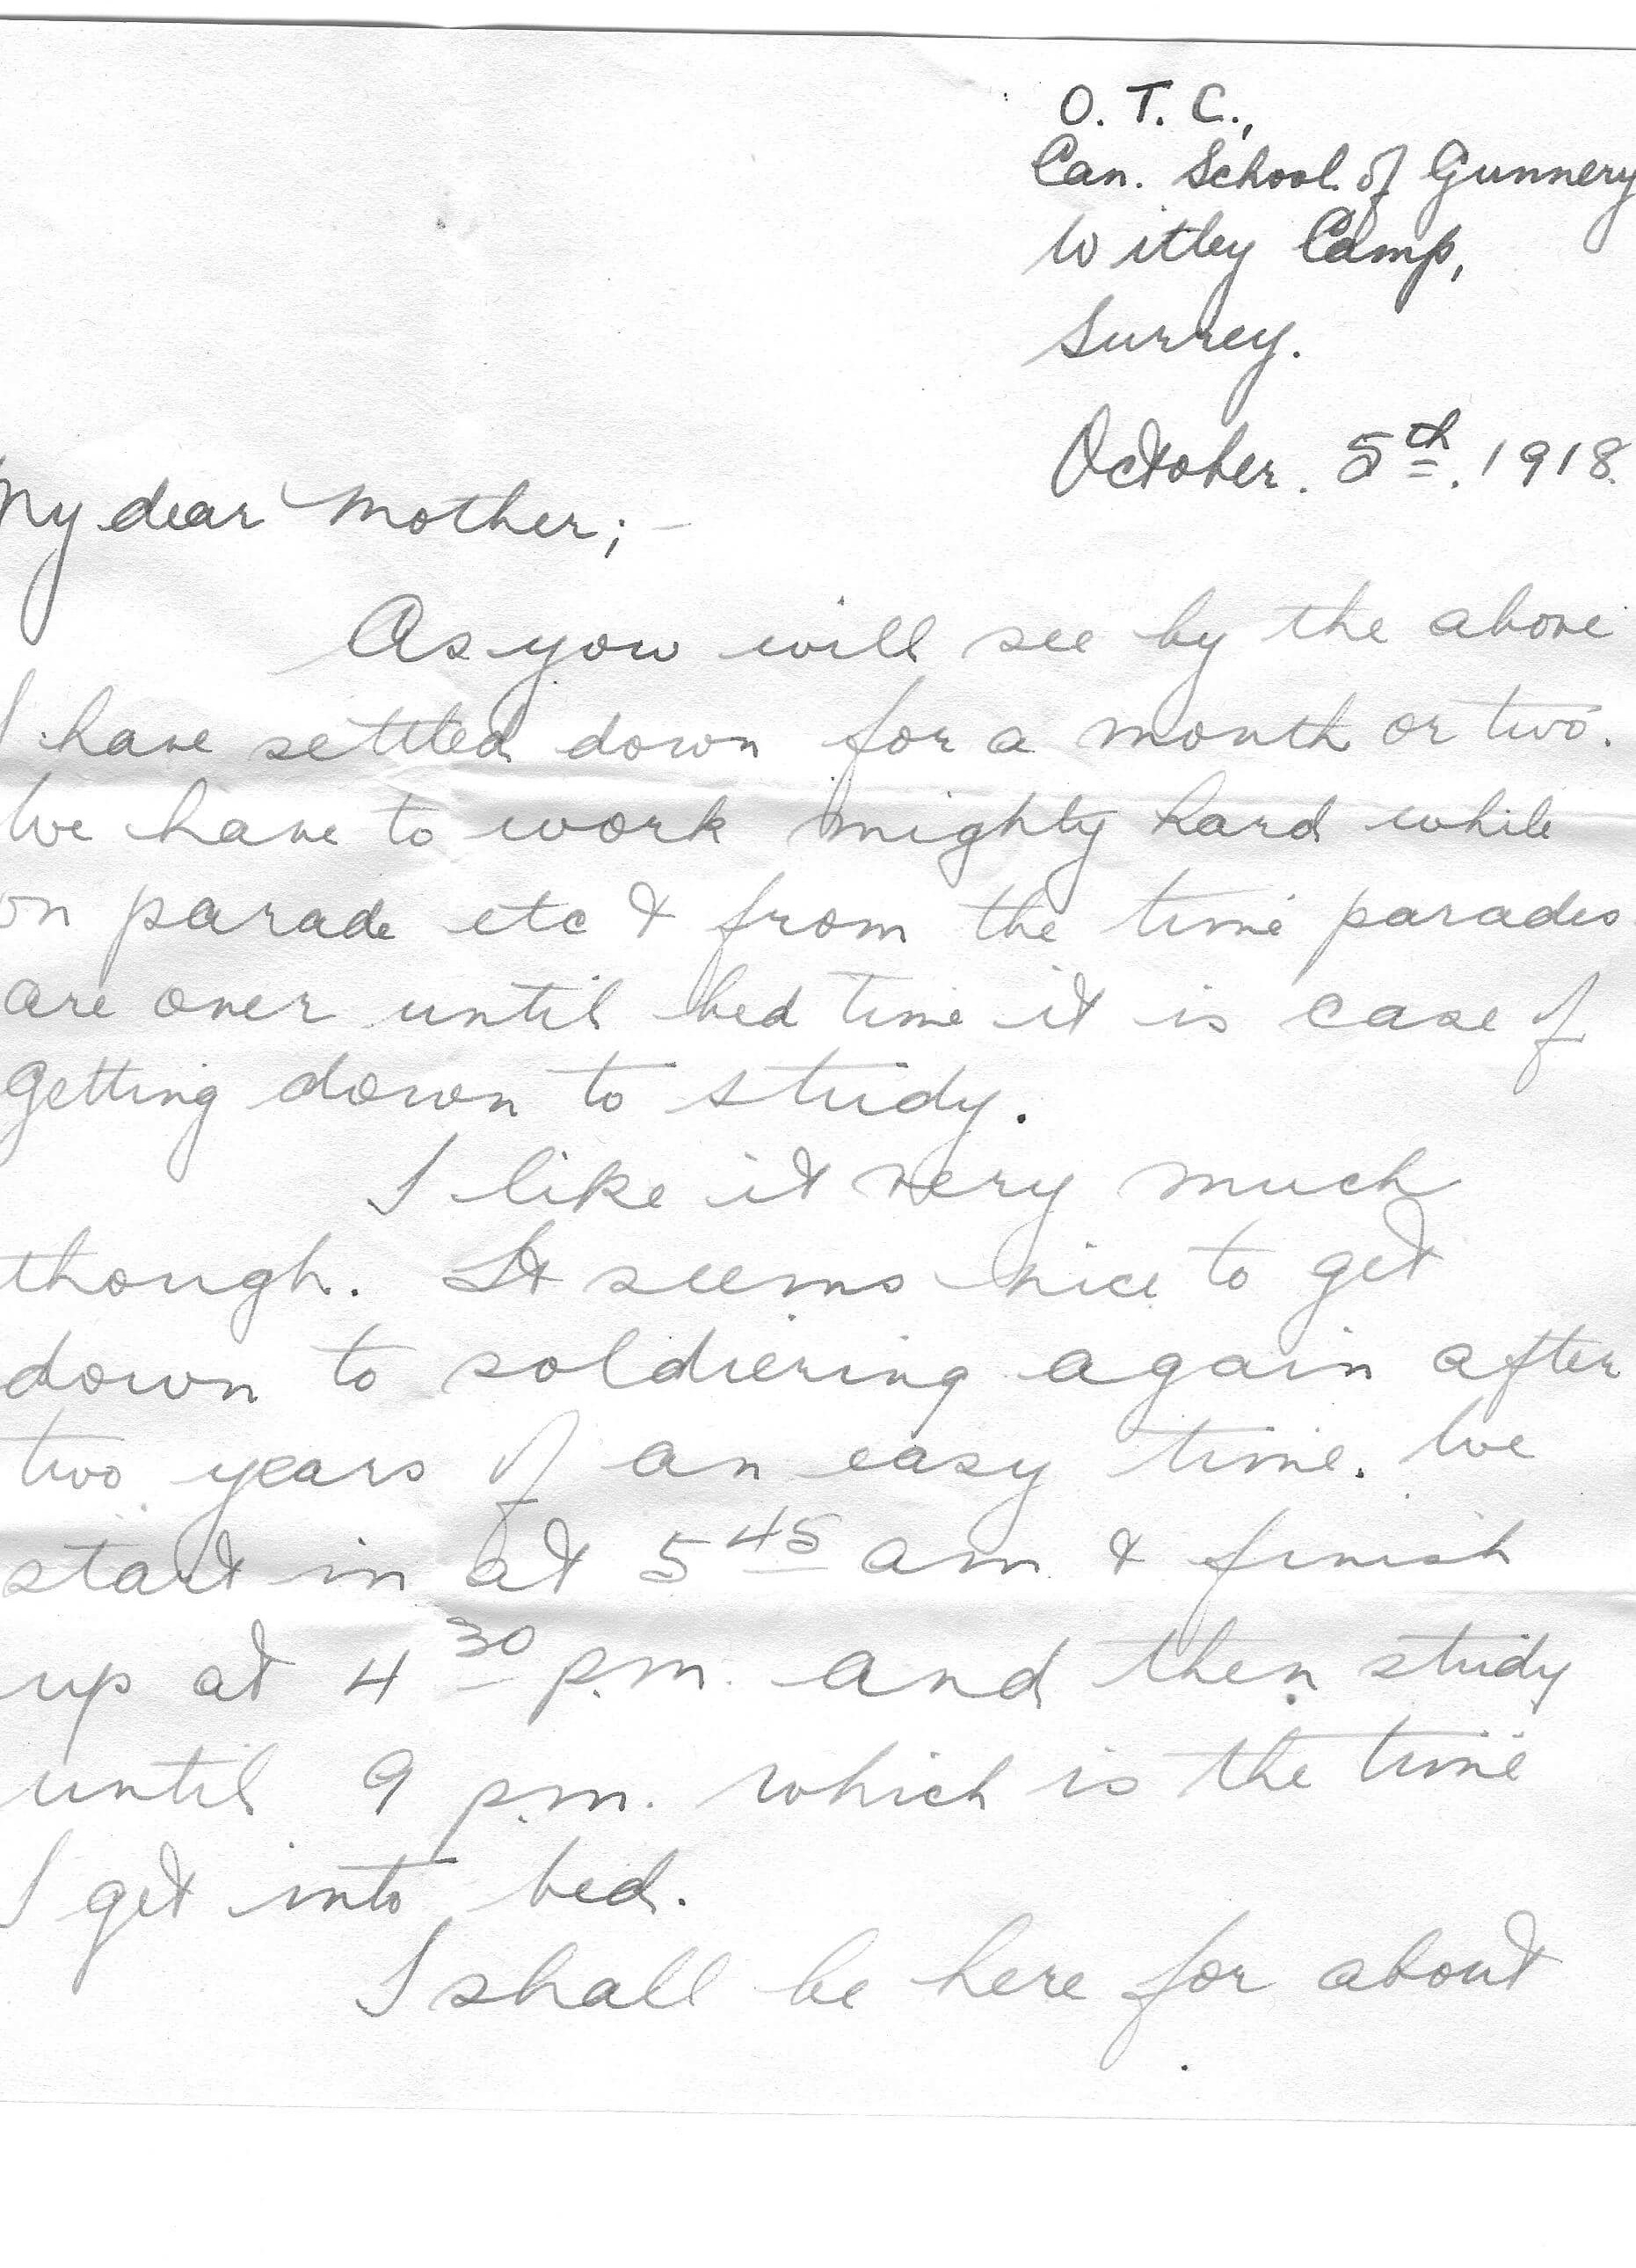 O. T. C.,
Can. School of Gunnery
Witley Camp,
Surrey.
October. 5th. 1918.
My dear Mother; -
As you will see by the above
I have settled down for a month or two.
We have to work mighty hard while
on parade etc & from the time parades
are over until bed time it is case of
getting down to study.
I like it very much
though. It seems nice to get
down to soldiering again after
two years of an easy time. We
start in at 5 45 am & finish
up at 4 30 p.m. and then study
until 9 p.m. which is the time
I get into bed.
I shall be here for about